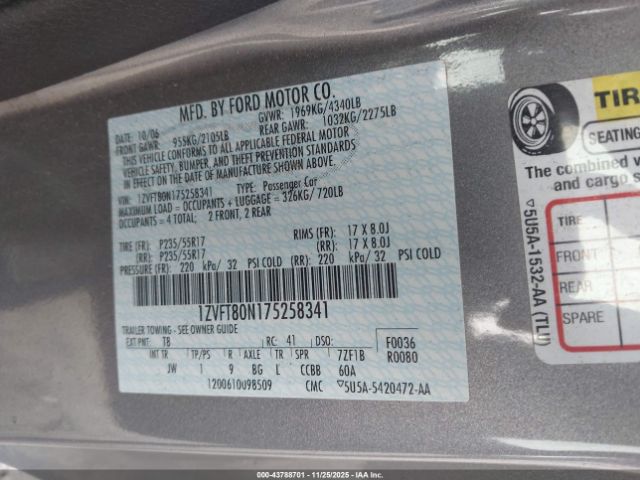 MFD. BY FORD MOTOR CO.
DATE: 10/06 GVWR: 1969KG/4340LB
FRONT GAWR: 955KG/2105LB REAR GAWR: 1032KG/2275LB
THIS VEHICLE CONFORMS TO ALL APPLICABLE FEDERAL MOTOR
VEHICLE SAFETY, BUMPER, AND THEFT PREVENTION STANDARDS
IN EFFECT ON THE DATE OF MANUFACTURE SHOWN ABOVE.
VIN: 1ZVFT80N175258341 TYPE: Passenger Car
MAXIMUM LOAD = OCCUPANTS + LUGGAGE = 326KG/720LB
OCCUPANTS = 4 TOTAL: 2 FRONT, 2 REAR
TIRE (FR): P235/55R17 RIMS (FR): 17 X 8.0J
(RR): P235/55R17 (RR): 17 X 8.0J
PRESSURE (FR): 220 kPa/32 PSI COLD (RR): 220 kPa/32 PSI COLD
1ZVFT80N175258341
TRAILER TOWING - SEE OWNER GUIDE
EXT PNT: T8 RC: 41 DSO: F0036
INT TR TP/PS R AXLE TR SPR 7ZF1B R0080
JW 1 9 BG L CCBB 60A
1200610098509 CMC ▽5U5A-5420472-AA
TIR
SEATING
The combined
and cargo
TIRE
FRONT
REAR
SPARE
▽5U5A-1532-AA (TLU)
000-43788701 - 11/25/2025 - IAAI.CA